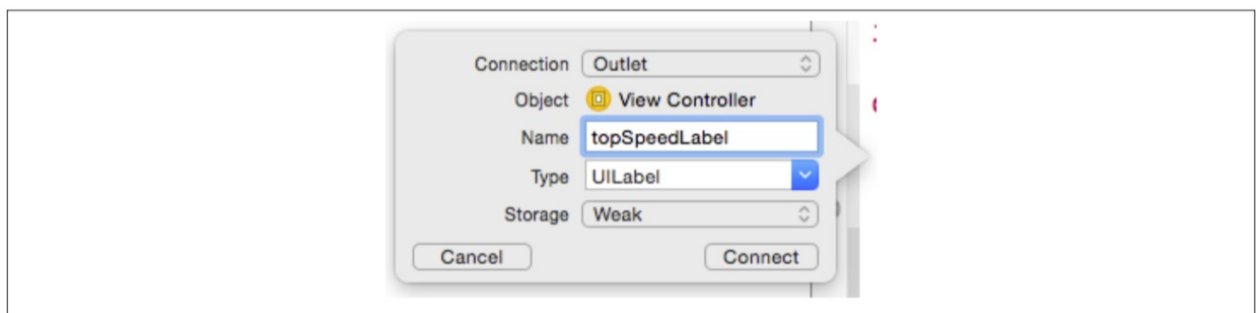 Connection Outlet
Object View Controller
Name topSpeedLabel
Type UILabel
Storage Weak
Cancel Connect